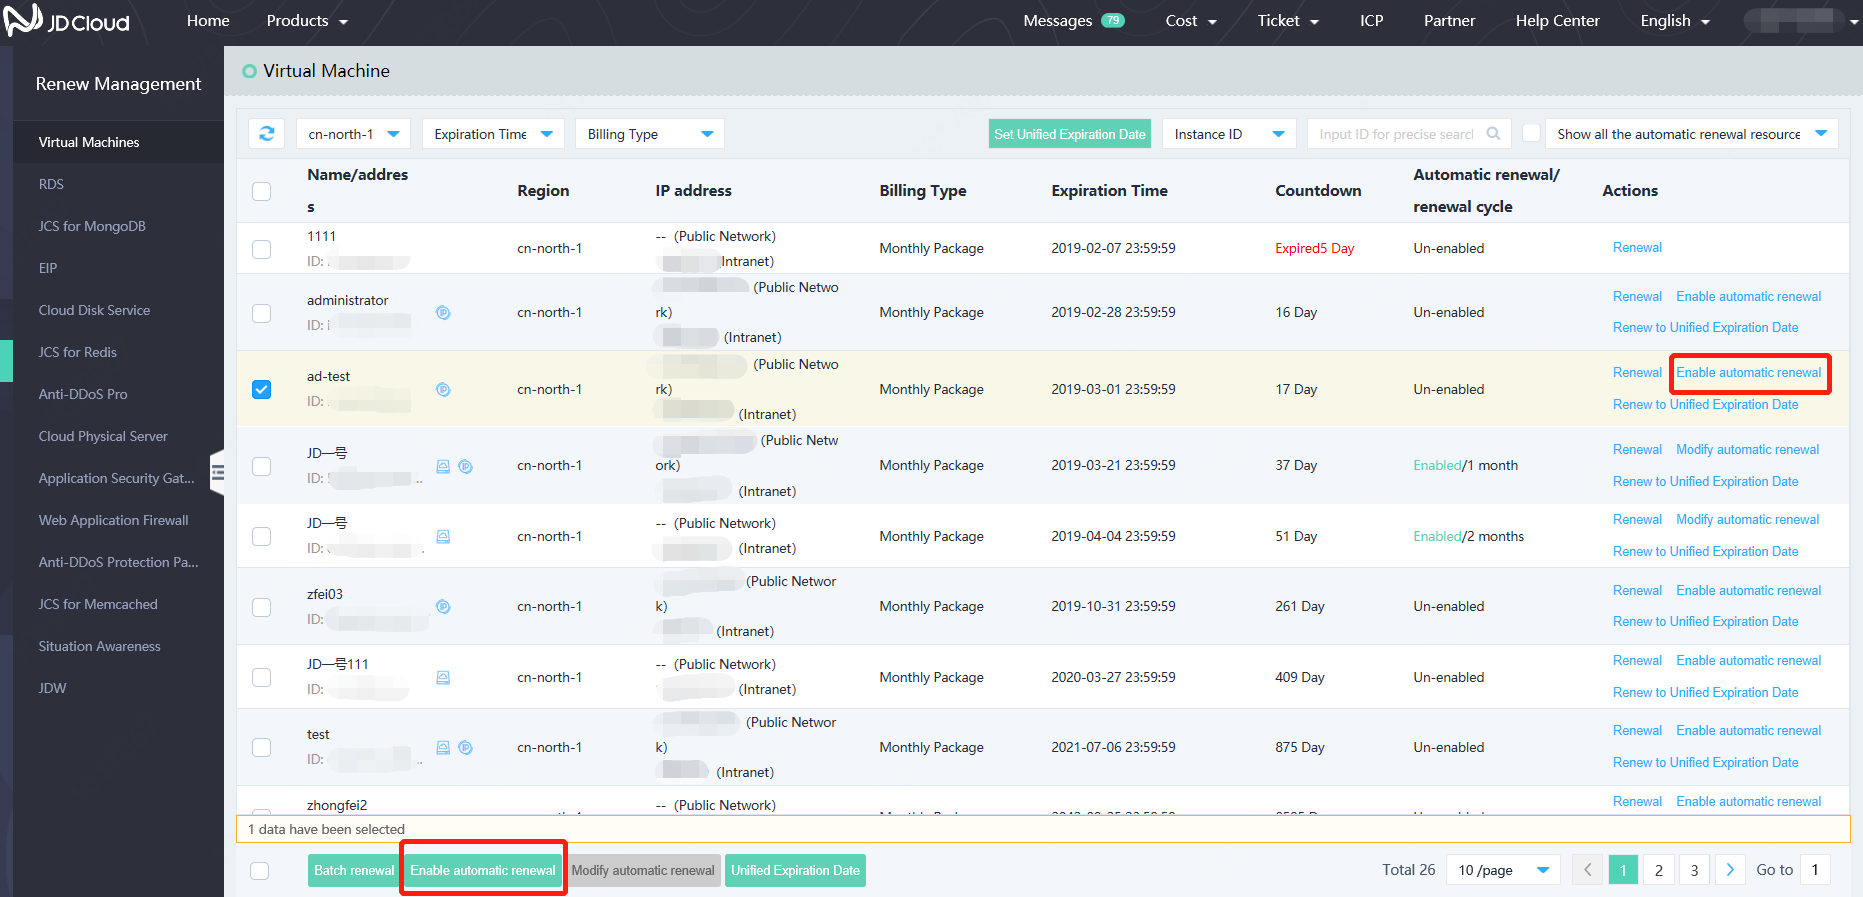 JD Cloud
Home Products Messages 79 Cost Ticket ICP Partner Help Center English
Renew Management
Virtual Machines
RDS
JCS for MongoDB
EIP
Cloud Disk Service
JCS for Redis
Anti-DDoS Pro
Cloud Physical Server
Application Security Gat...
Web Application Firewall
Anti-DDoS Protection Pa...
JCS for Memcached
Situation Awareness
JDW
Virtual Machine
cn-north-1 Expiration Time Billing Type Set Unified Expiration Date Instance ID Input ID for precise search Show all the automatic renewal resource
Name/addres
s
Region IP address Billing Type Expiration Time Countdown
Automatic renewal/
renewal cycle
Actions
1111
ID:
cn-north-1
-- (Public Network)
Intranet)
Monthly Package 2019-02-07 23:59:59 Expired5 Day Un-enabled Renewal
administrator
ID:
cn-north-1
(Public Netwo
rk)
(Intranet)
Monthly Package 2019-02-28 23:59:59 16 Day Un-enabled
Renewal Enable automatic renewal
Renew to Unified Expiration Date
ad-test
ID:
cn-north-1
(Public Netwo
rk)
(Intranet)
Monthly Package 2019-03-01 23:59:59 17 Day Un-enabled
Renewal Enable automatic renewal
Renew to Unified Expiration Date
JD一号
ID: ..
cn-north-1
(Public Netw
ork)
(Intranet)
Monthly Package 2019-03-21 23:59:59 37 Day Enabled/1 month
Renewal Modify automatic renewal
Renew to Unified Expiration Date
JD一号
ID: .
cn-north-1
-- (Public Network)
(Intranet)
Monthly Package 2019-04-04 23:59:59 51 Day Enabled/2 months
Renewal Modify automatic renewal
Renew to Unified Expiration Date
zfei03
ID:
cn-north-1
(Public Networ
k)
(Intranet)
Monthly Package 2019-10-31 23:59:59 261 Day Un-enabled
Renewal Enable automatic renewal
Renew to Unified Expiration Date
JD一号111
ID:
cn-north-1
-- (Public Network)
(Intranet)
Monthly Package 2020-03-27 23:59:59 409 Day Un-enabled
Renewal Enable automatic renewal
Renew to Unified Expiration Date
test
ID: ..
cn-north-1
(Public Networ
k)
(Intranet)
Monthly Package 2021-07-06 23:59:59 875 Day Un-enabled
Renewal Enable automatic renewal
Renew to Unified Expiration Date
zhongfei2
-- (Public Network)
Renewal Enable automatic renewal
1 data have been selected
Batch renewal Enable automatic renewal Modify automatic renewal Unified Expiration Date
Total 26 10 /page 1 2 3 Go to 1